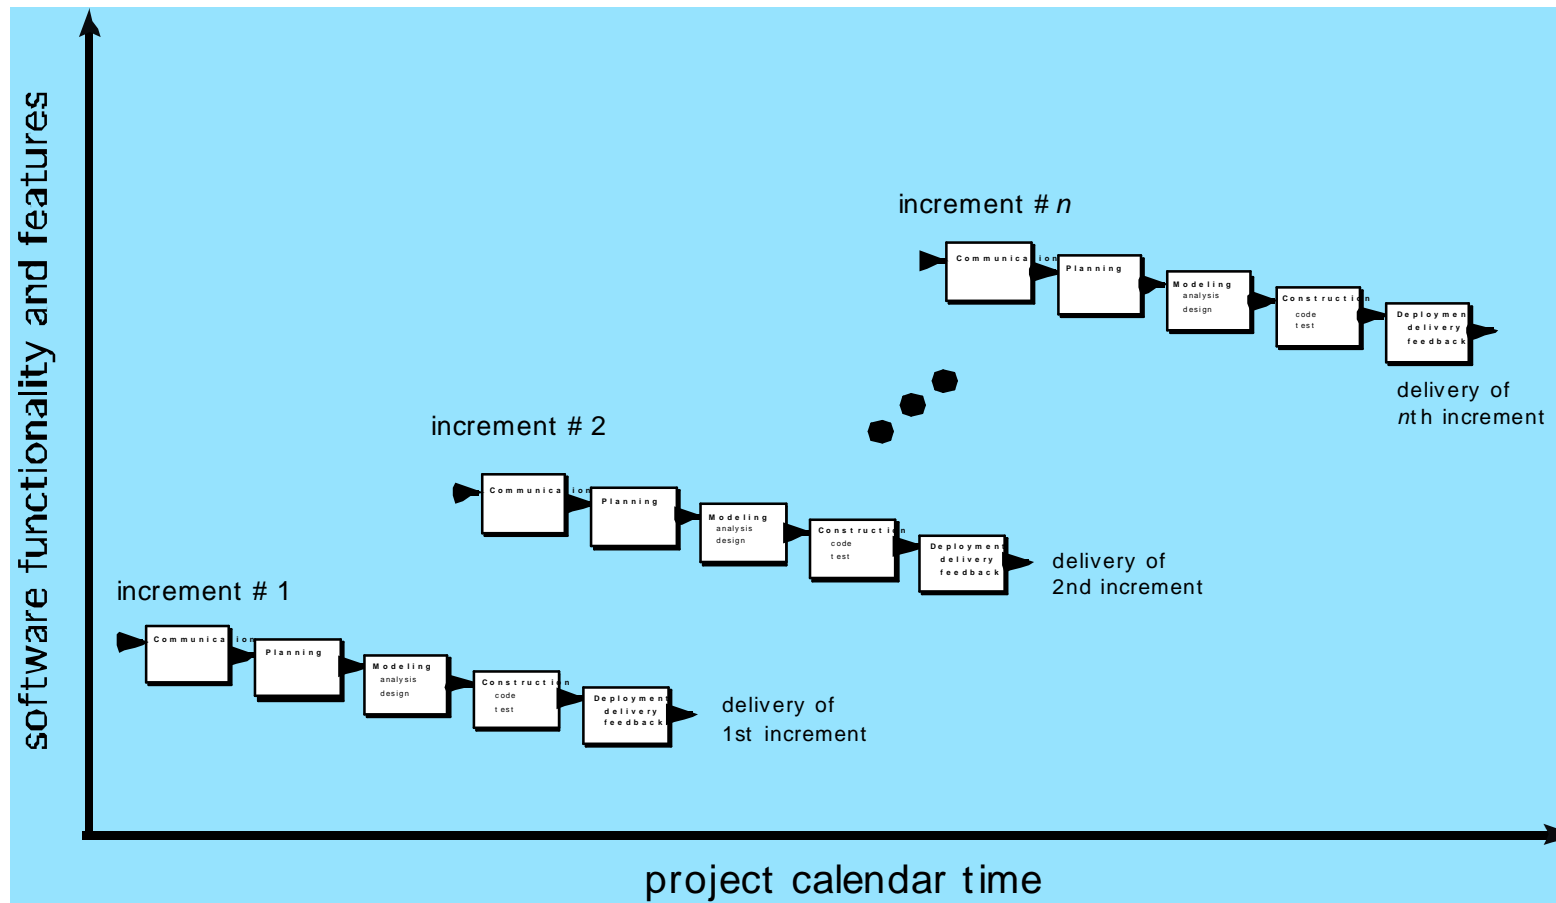 software functionality and features
increment # n
Communication
Planning
Modeling
analysis
design
Construction
code
test
Deployment
delivery
feedback
delivery of
nth increment
increment # 2
Communication
Planning
Modeling
analysis
design
Construction
code
test
Deployment
delivery
feedback
delivery of
2nd increment
increment # 1
Communication
Planning
Modeling
analysis
design
Construction
code
test
Deployment
delivery
feedback
delivery of
1st increment
project calendar time